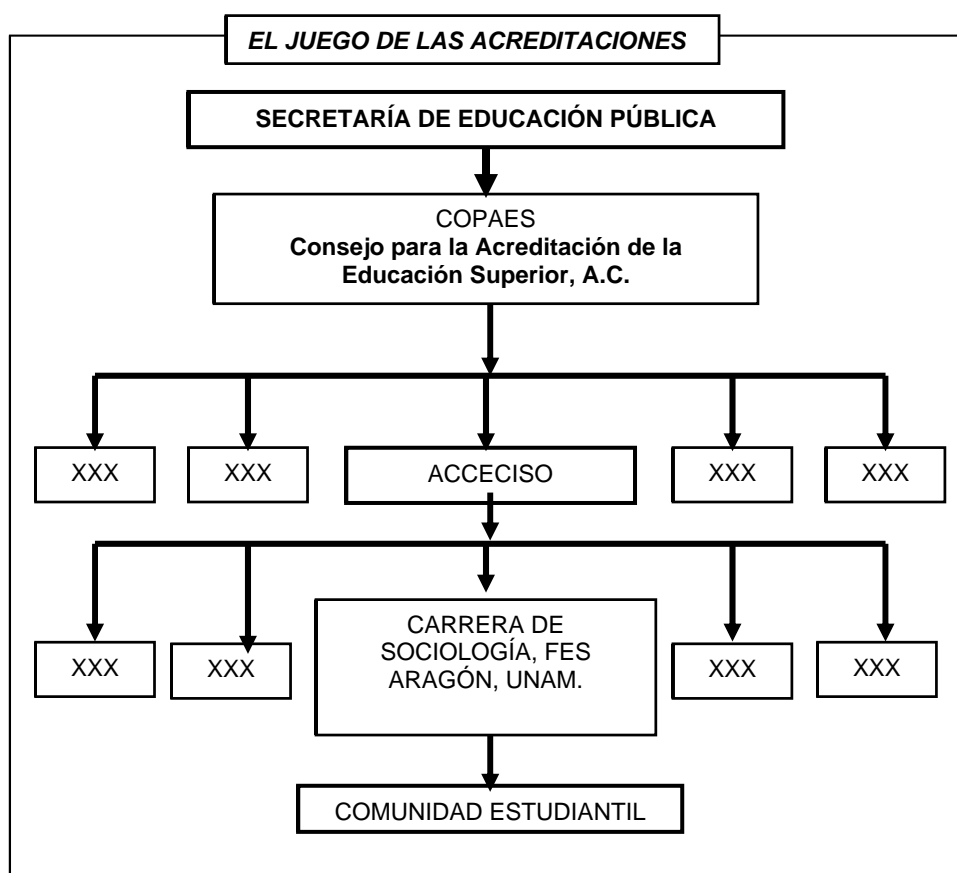 EL JUEGO DE LAS ACREDITACIONES
SECRETARÍA DE EDUCACIÓN PÚBLICA
COPAES
Consejo para la Acreditación de la
Educación Superior, A.C.
XXX
XXX
ACCECISO
XXX
XXX
XXX
XXX
CARRERA DE
SOCIOLOGÍA, FES
ARAGÓN, UNAM.
XXX
XXX
COMUNIDAD ESTUDIANTIL